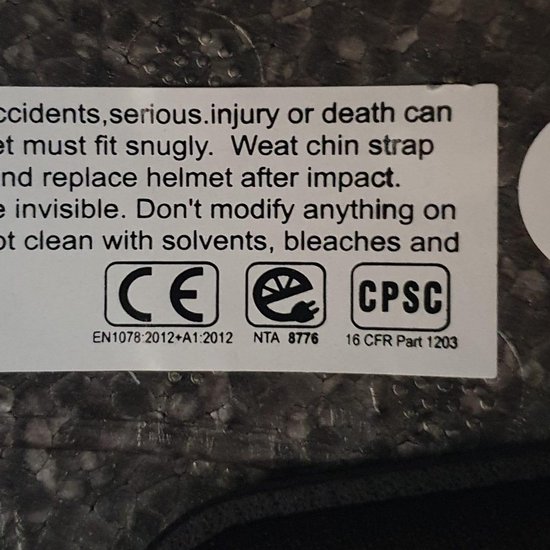 ccidents,serious.injury or death can
et must fit snugly. Weat chin strap
nd replace helmet after impact.
e invisible. Don't modify anything on
ot clean with solvents, bleaches and
CE e CPSC
EN1078:2012+A1:2012 NTA 8776 16 CFR Part 1203